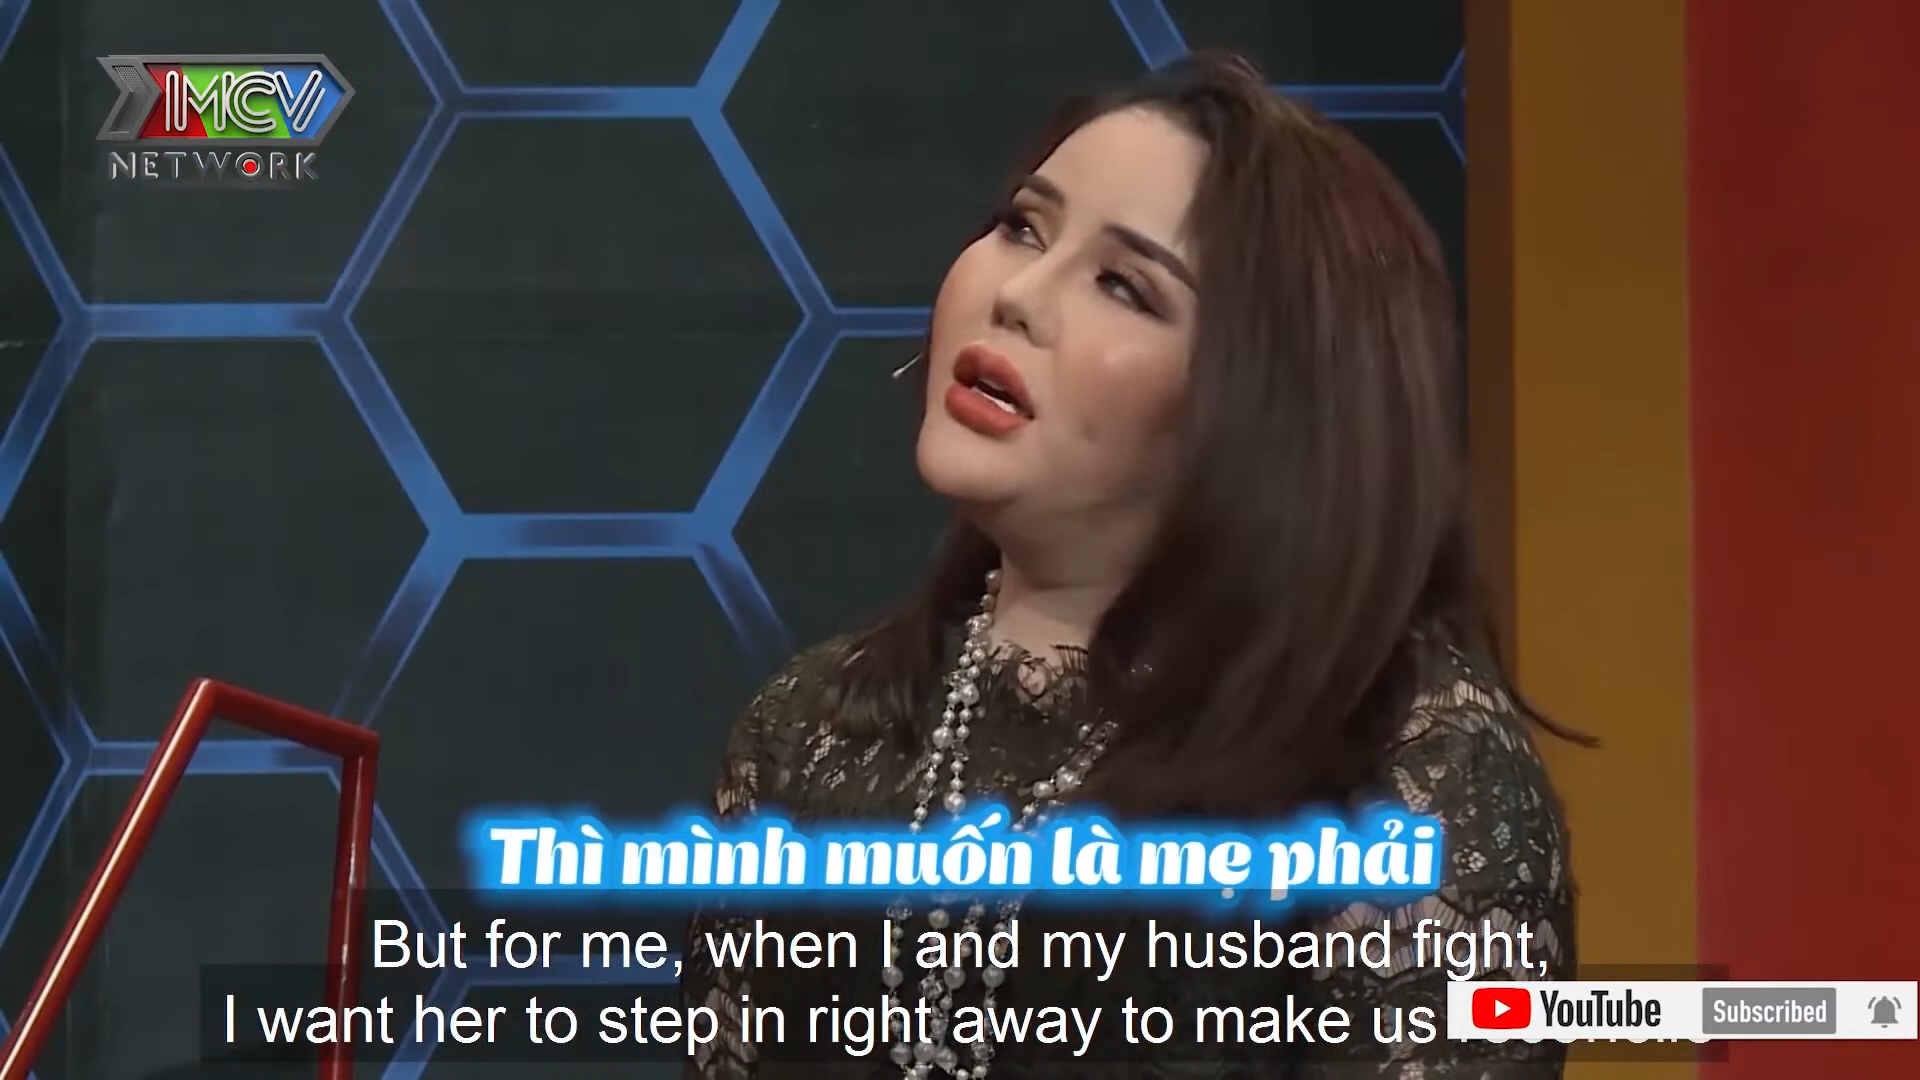 MCV
NETWORK
Thì mình muốn là mẹ phải
But for me, when I and my husband fight,
I want her to step in right away to make us
YouTube Subscribed